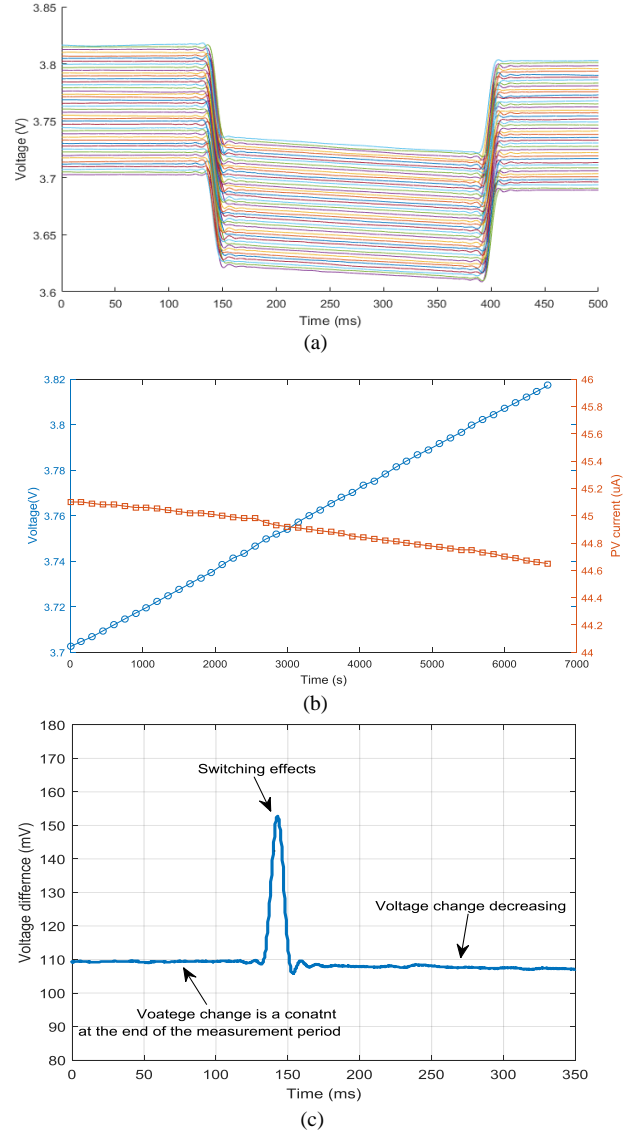 3.85
3.8
3.75
3.7
3.65
3.6
Voltage (V)
0 50 100 150 200 250 300 350 400 450 500
Time (ms)
(a)
3.82
3.8
3.78
3.76
3.74
3.72
3.7
Voltage(V)
46
45.8
45.6
45.4
45.2
45
44.8
44.6
44.4
44.2
44
PV current (uA)
0 1000 2000 3000 4000 5000 6000 7000
Time (s)
(b)
180
170
160
150
140
130
120
110
100
90
80
Voltage differnce (mV)
Switching effects
Voltage change decreasing
Voatege change is a conatnt
at the end of the measurement period
0 50 100 150 200 250 300 350
Time (ms)
(c)